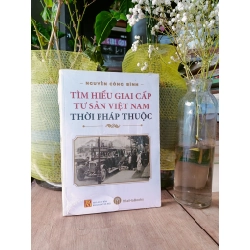 NGUYỄN CÔNG BÌNH
TÌM HIỂU GIAI CẤP
TƯ SẢN VIỆT NAM
THỜI PHÁP THUỘC